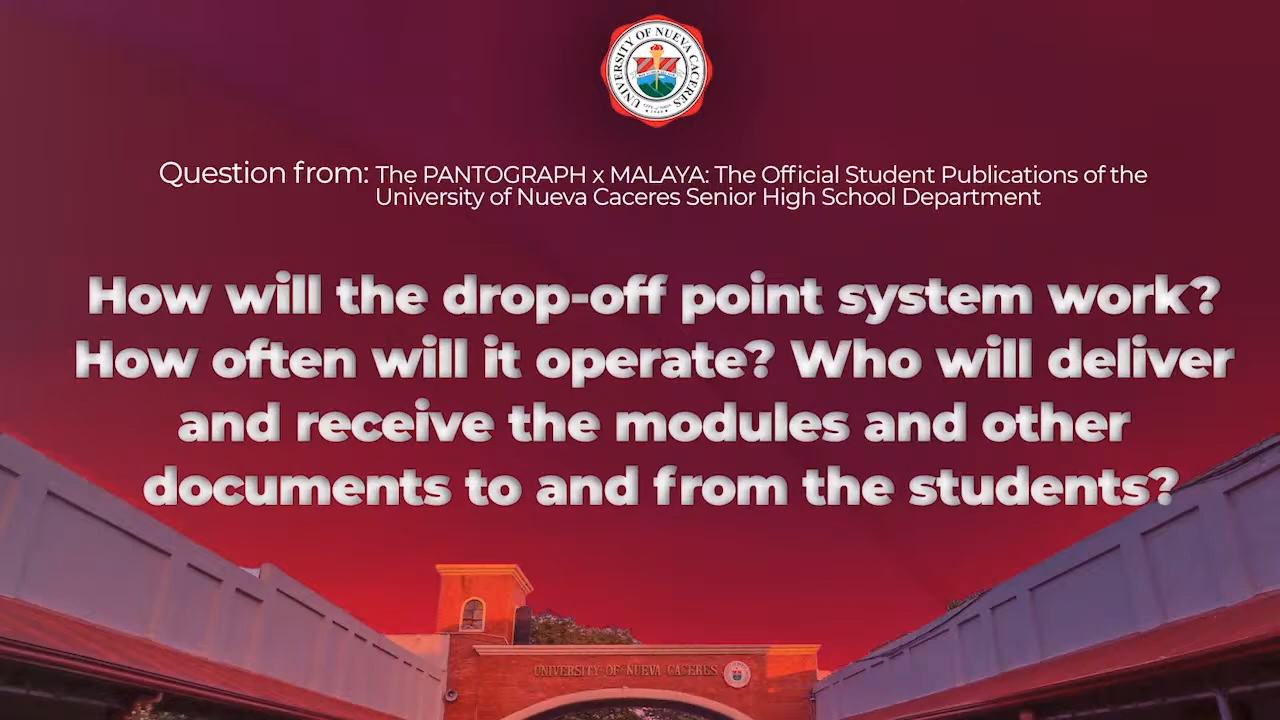 UNIVERSITY OF NUEVA CACERES
Question from: The PANTOGRAPH x MALAYA: The Official Student Publications of the
University of Nueva Caceres Senior High School Department
How will the drop-off point system work?
How often will it operate? Who will deliver
and receive the modules and other
documents to and from the students?
UNIVERSITY OF NUEVA CACERES